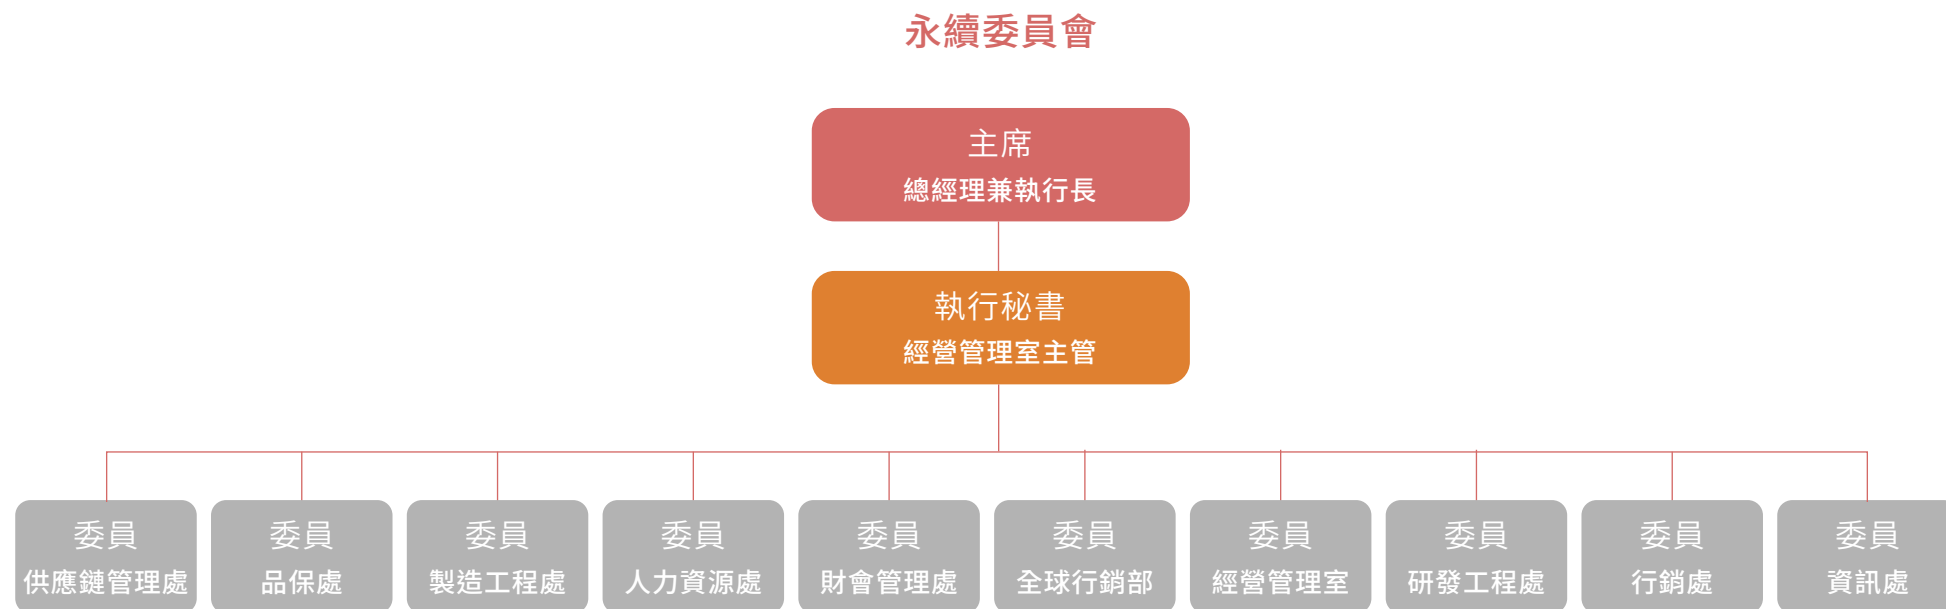 永續委員會
主席
總經理兼執行長
執行秘書
經營管理室主管
委員
供應鏈管理處
委員
品保處
委員
製造工程處
委員
人力資源處
委員
財會管理處
委員
全球行銷部
委員
經營管理室
委員
研發工程處
委員
行銷處
委員
資訊處